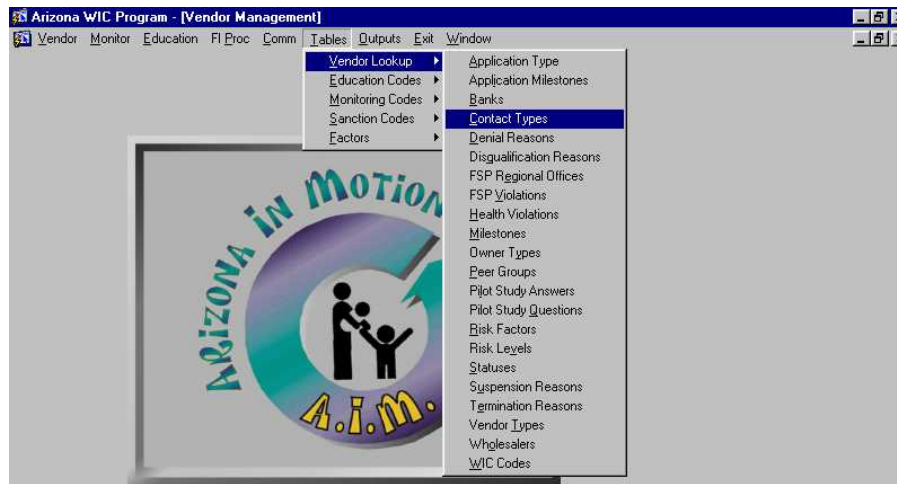 Arizona WIC Program - [Vendor Management]
Vendor Monitor Education FI Proc Comm Tables Outputs Exit Window
Vendor Lookup
Education Codes
Monitoring Codes
Sanction Codes
Factors
Application Type
Application Milestones
Banks
Contact Types
Denial Reasons
Disqualification Reasons
FSP Regional Offices
FSP Violations
Health Violations
Milestones
Owner Types
Peer Groups
Pilot Study Answers
Pilot Study Questions
Risk Factors
Risk Levels
Statuses
Suspension Reasons
Termination Reasons
Vendor Types
Wholesalers
WIC Codes
ARIZONA IN MOTION
A.I.M.